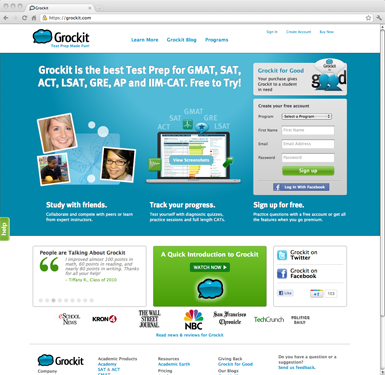 Grockit
https://grockit.com
Sign In Create Account Buy Now
Grockit
Test Prep Made Fun!
Learn More Grockit Blog Programs
Grockit is the best Test Prep for GMAT, SAT,
ACT, LSAT, GRE, AP and IIM-CAT. Free to Try!
Grockit for Good
Your purchase gives
Grockit to a student
in need
good
Create your free account
Program Select a Program
First Name First Name
Email Email
Password Password
Sign up
Log In With Facebook
GMAT
SAT LSAT
ACT GRE
View Screenshots
Study with friends.
Collaborate and compete with peers or learn
from expert instructors.
Track your progress.
Test yourself with diagnostic quizzes,
practice sessions and full length CATs.
Sign up for free.
Practice questions with a free account or get all
the features when you go premium.
help
People are Talking About Grockit
I improved almost 100 points in
math, 60 points in reading, and
nearly 80 points in writing. Thanks
for all your help!
- Tiffany R., Class of 2010
A Quick Introduction to Grockit
WATCH NOW
Grockit on
Twitter
Grockit on
Facebook
Like +1 103
eSCHOOL NEWS
KRON 4
THE WALL STREET JOURNAL
NBC
San Francisco Chronicle
TechCrunch
Read news & reviews for Grockit
Grockit
Company
Academic Products
Academy
SAT & ACT
GMAT
Resources
Academic Earth
Pricing
Giving Back
Grockit for Good
Our Blogs
Do you have a question or a
suggestion?
Send us feedback.